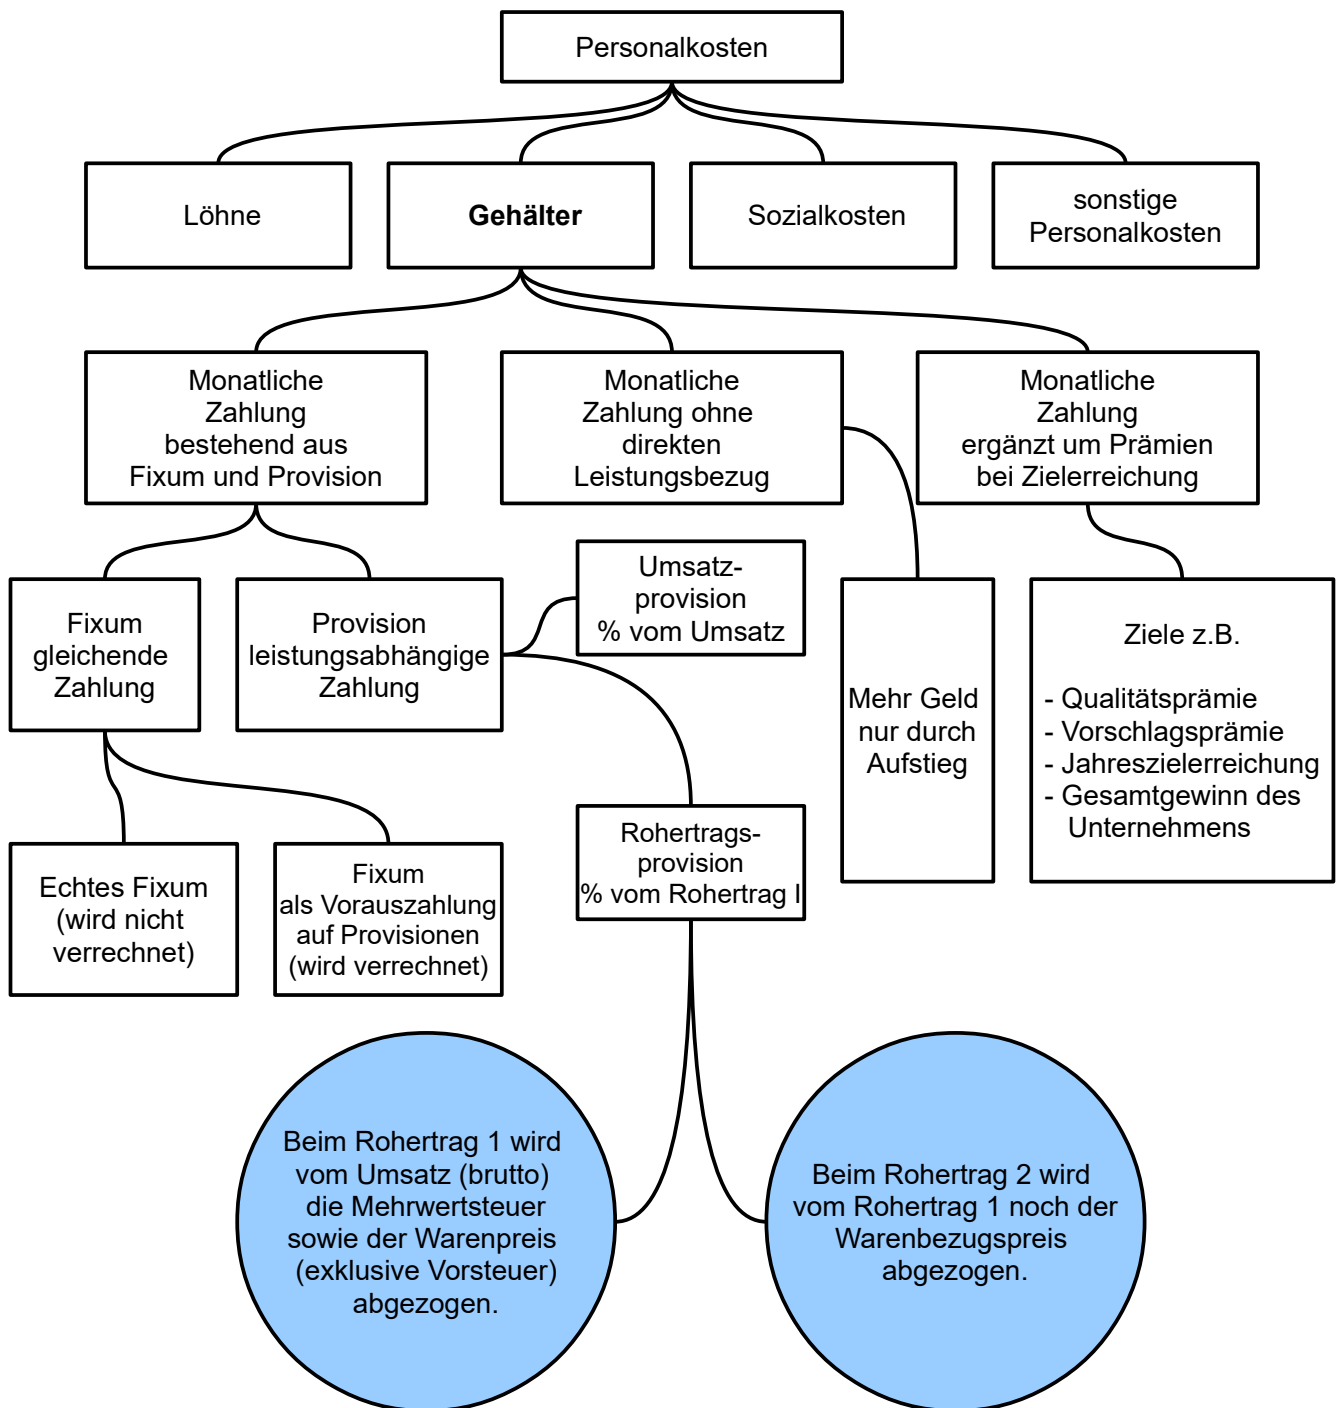 Personalkosten
Löhne
Gehälter
Sozialkosten
sonstige
Personalkosten
Monatliche
Zahlung
bestehend aus
Fixum und Provision
Monatliche
Zahlung ohne
direkten
Leistungsbezug
Monatliche
Zahlung
ergänzt um Prämien
bei Zielerreichung
Fixum
gleichende
Zahlung
Provision
leistungsabhängige
Zahlung
Umsatz-
provision
% vom Umsatz
Mehr Geld
nur durch
Aufstieg
Ziele z.B.
- Qualitätsprämie
- Vorschlagsprämie
- Jahreszielerreichung
- Gesamtgewinn des
Unternehmens
Echtes Fixum
(wird nicht
verrechnet)
Fixum
als Vorauszahlung
auf Provisionen
(wird verrechnet)
Rohertrags-
provision
% vom Rohertrag I
Beim Rohertrag 1 wird
vom Umsatz (brutto)
die Mehrwertsteuer
sowie der Warenpreis
(exklusive Vorsteuer)
abgezogen.
Beim Rohertrag 2 wird
vom Rohertrag 1 noch der
Warenbezugspreis
abgezogen.